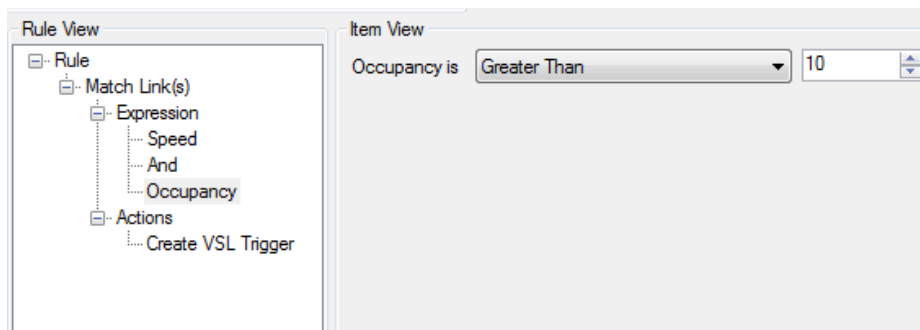 Rule View
Rule
Match Link(s)
Expression
Speed
And
Occupancy
Actions
Create VSL Trigger
Item View
Occupancy is Greater Than 10